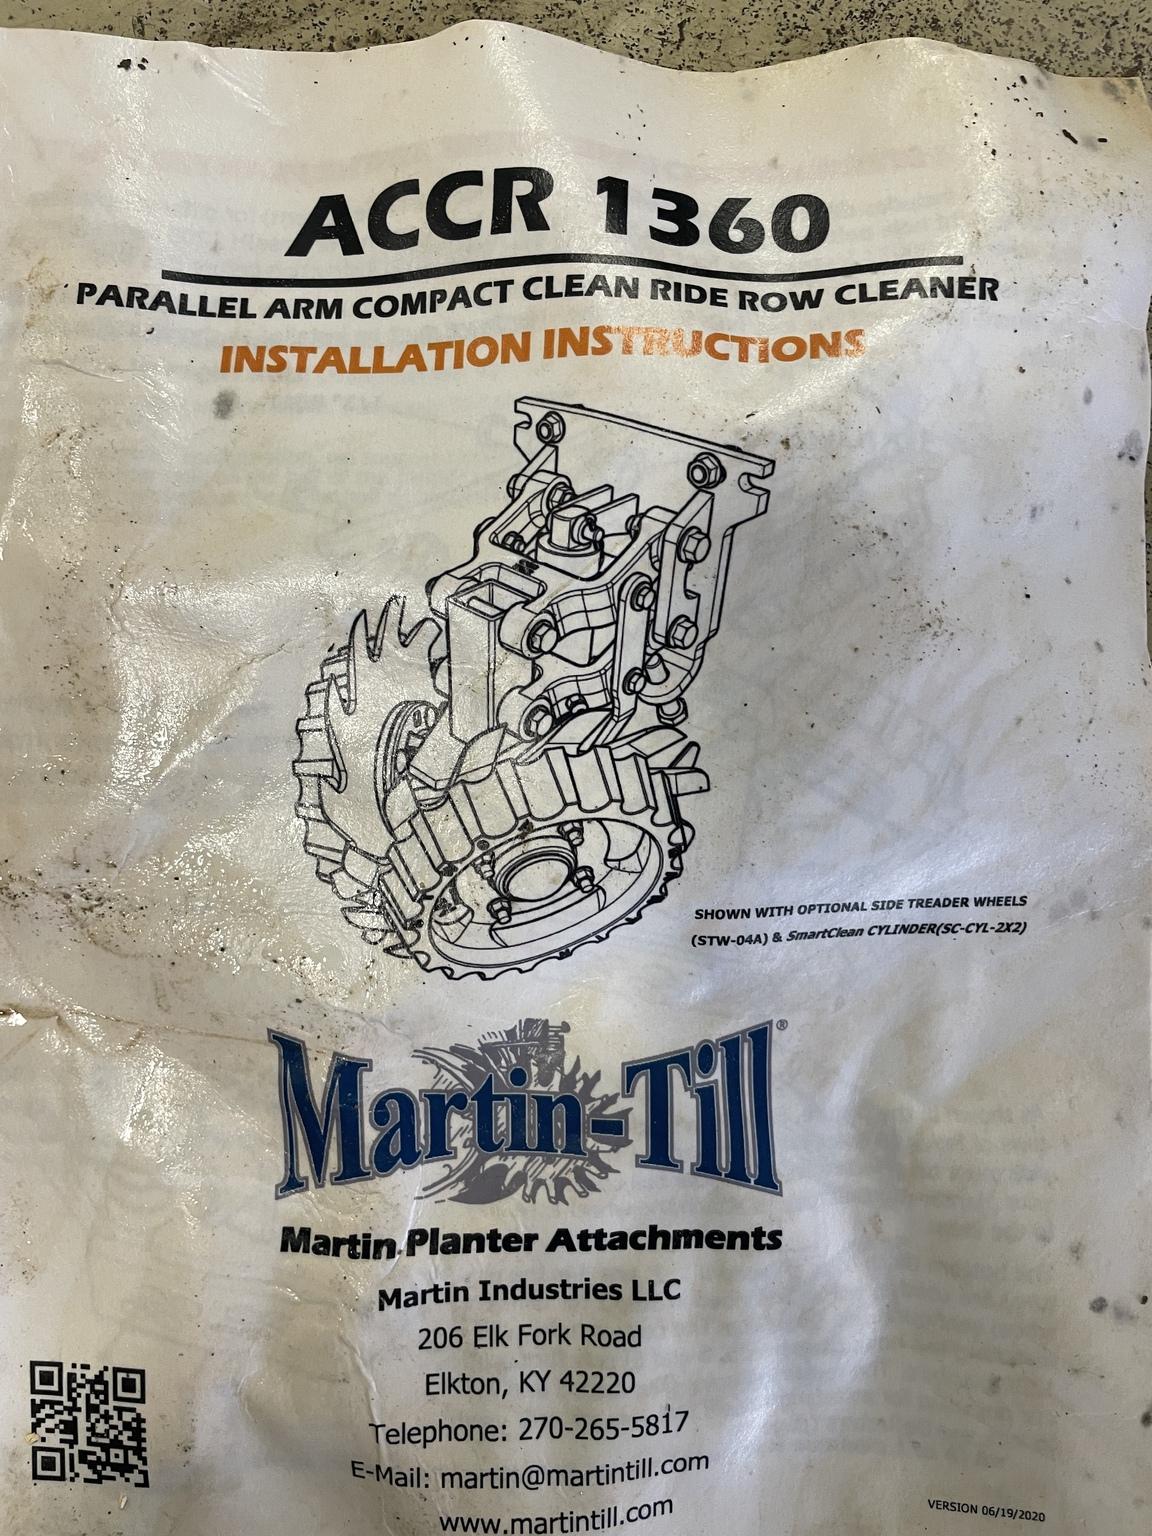 ACCR 1360
PARALLEL ARM COMPACT CLEAN RIDE ROW CLEANER
INSTALLATION INSTRUCTIONS
SHOWN WITH OPTIONAL SIDE TREADER WHEELS
(STW-04A) & SmartClean CYLINDER(SC-CYL-2X2)
Martin-Till®
Martin Planter Attachments
Martin Industries LLC
206 Elk Fork Road
Elkton, KY 42220
Telephone: 270-265-5817
E-Mail: martin@martintill.com
www.martintill.com
VERSION 06/19/2020